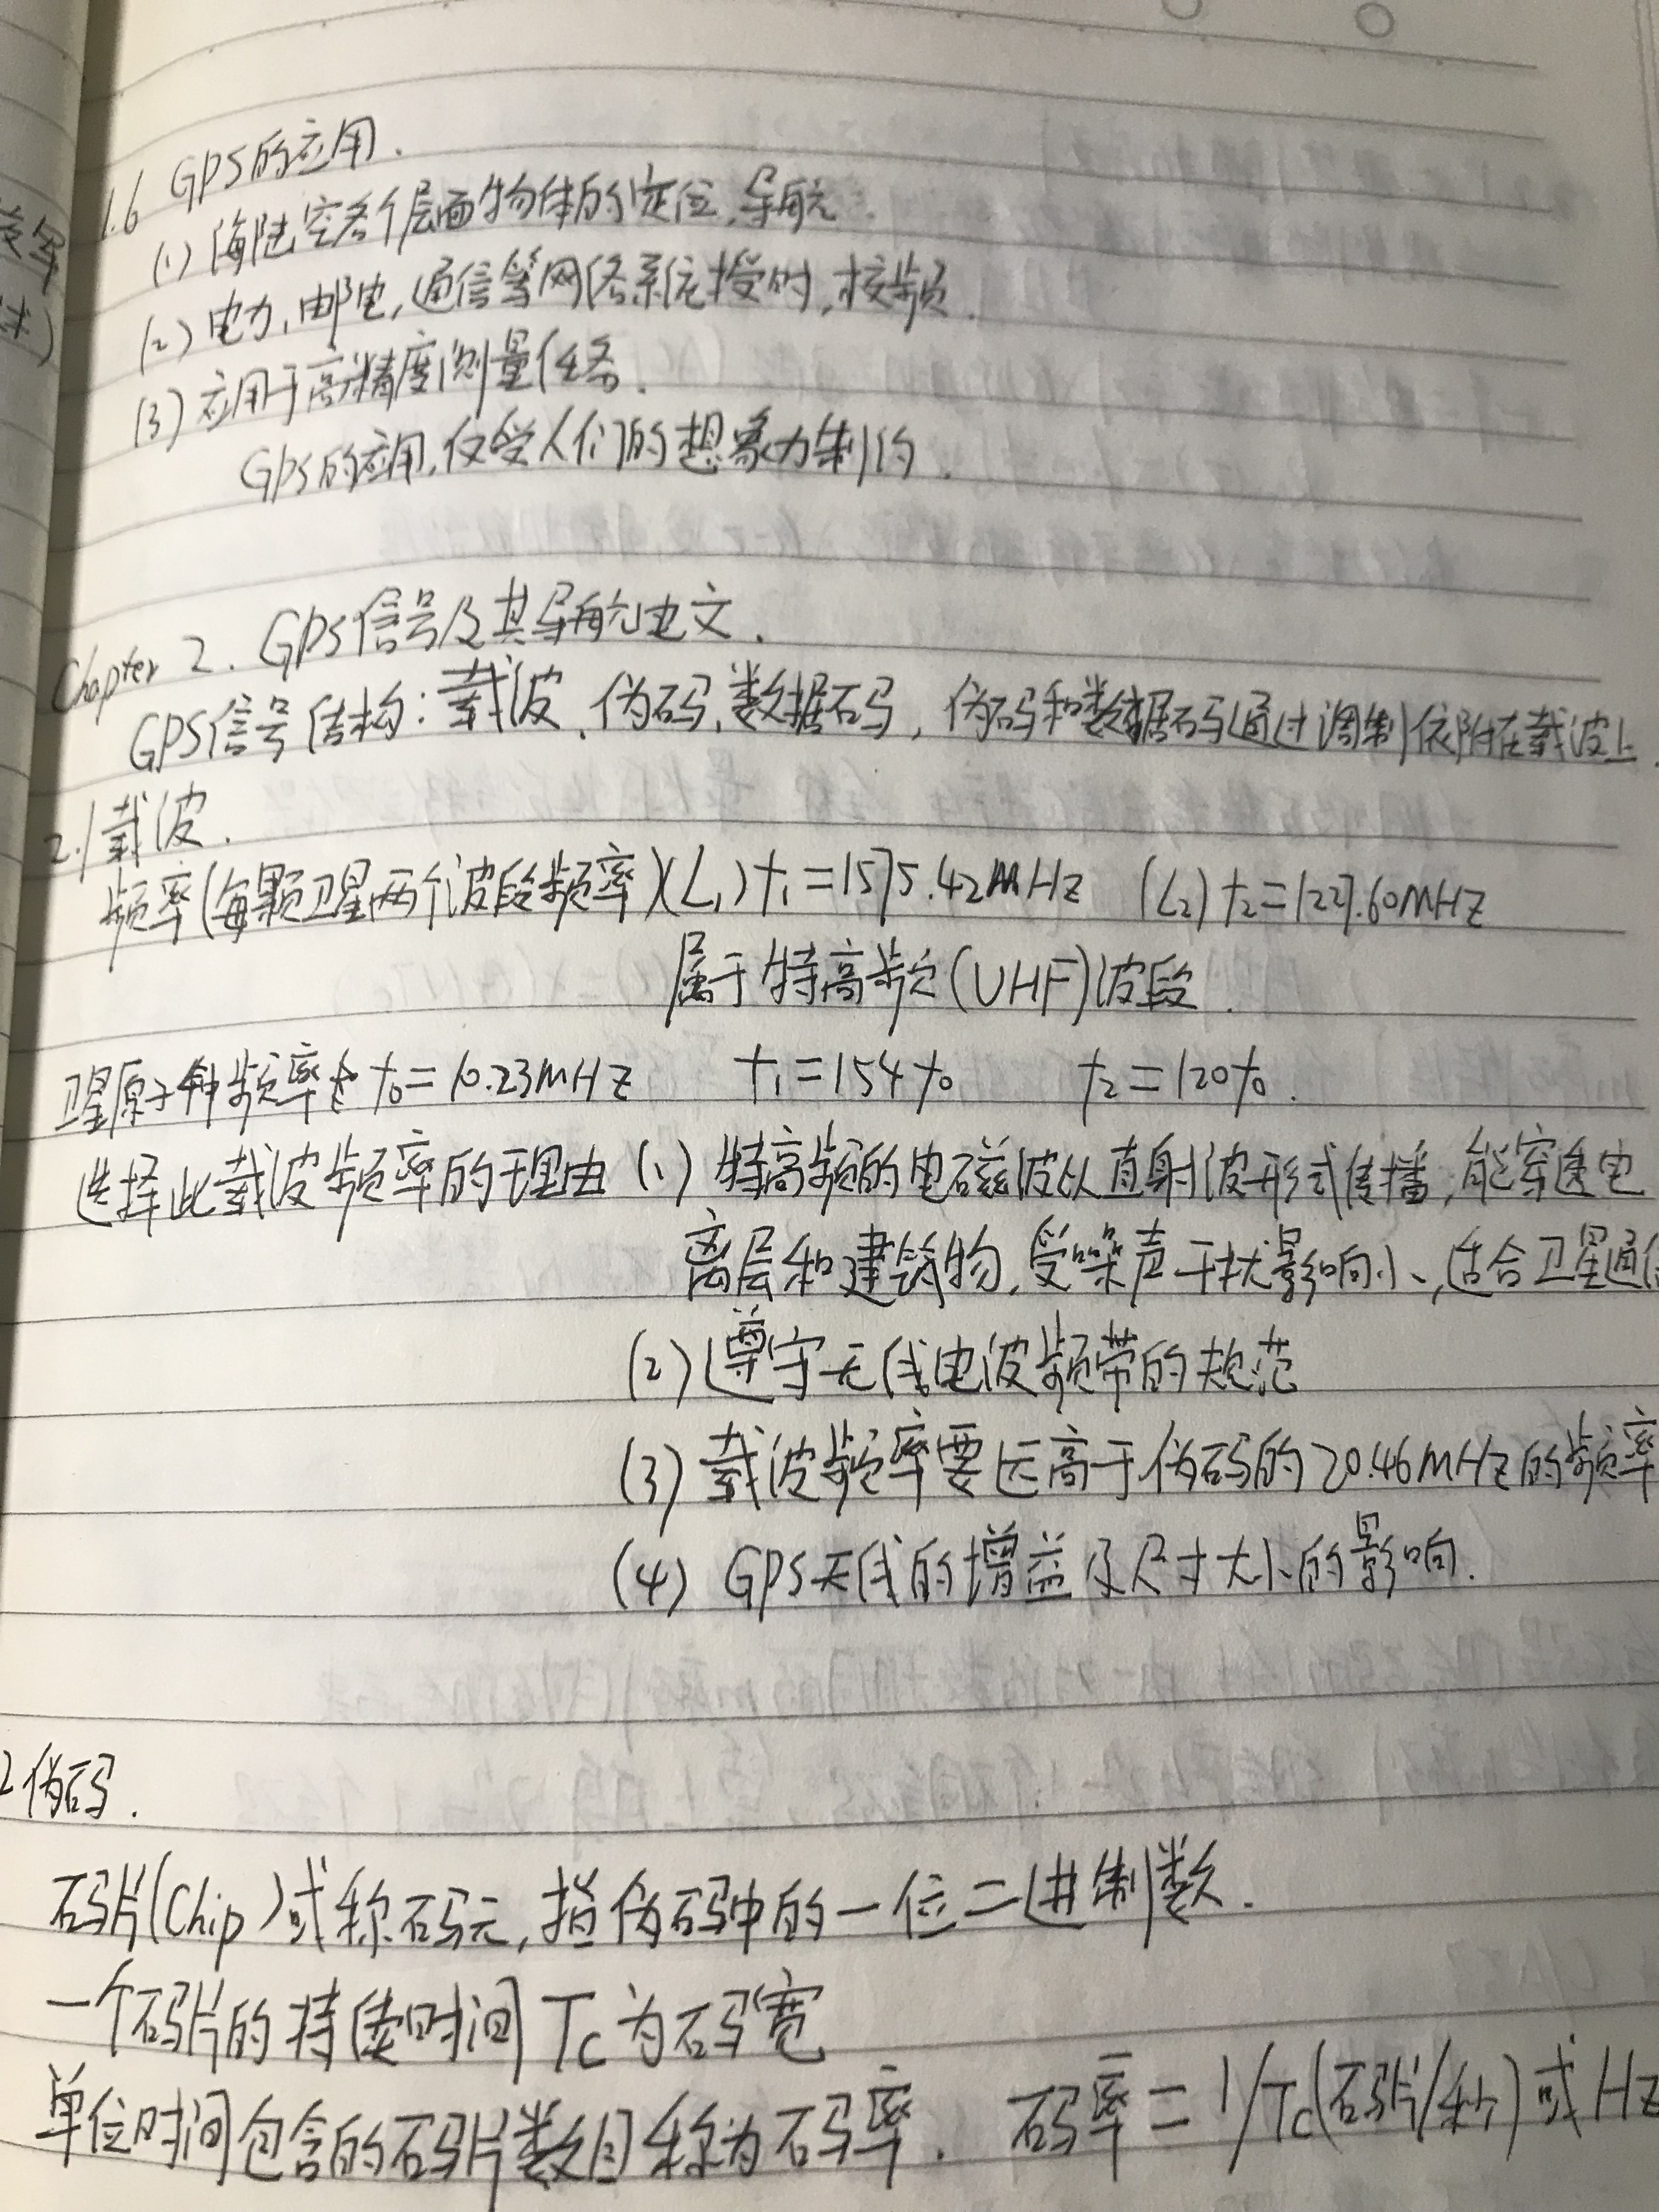 1.6 GPS的应用.
(1) 海陆空各个层面物体的定位,导航.
(2) 电力,邮电,通信等网络系统授时,校频.
(3) 应用于高精度测量任务.
GPS的应用,仅受人们的想象力制约.
Chapter 2. GPS信号及其导航电文.
GPS信号结构:载波,伪码,数据码,伪码和数据码通过调制依附在载波上.
2.1 载波.
频率(每颗卫星两个波段频率)(L₁) f₁=1575.42MHz (L₂) f₂=1227.60MHz
属于特高频(UHF)波段.
卫星原子钟频率 f₀=10.23MHz f₁=154f₀ f₂=120f₀.
选择此载波频率的理由 (1) 特高频的电磁波以直射波形式传播,能穿透电
离层和建筑物,受噪声干扰影响小,适合卫星通信
(2) 遵守无线电波频带的规范
(3) 载波频率要远高于伪码的20.46MHz的频率
(4) GPS天线的增益及尺寸大小的影响.
2 伪码.
码片(Chip)或称码元,指伪码中的一位二进制数.
一个码片的持续时间Tc为码宽
单位时间包含的码片数目称为码率. 码率=1/Tc(码片/秒)或Hz